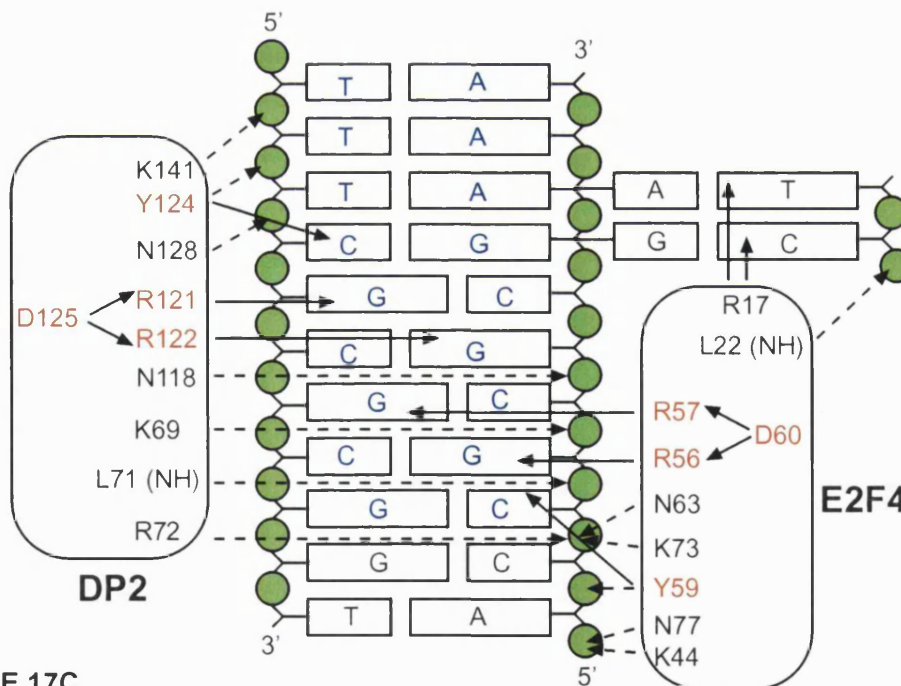 5'
3'
T A
T A
K141
Y124
T A A T
N128
C G G C
D125 R121
G C
R17
R122
C G
L22 (NH)
N118
G C
R57
K69
D60
C G
R56
L71 (NH)
G C
N63
E2F4
R72
G C
K73
DP2
Y59
T A
N77
3'
K44
5'
E 17C